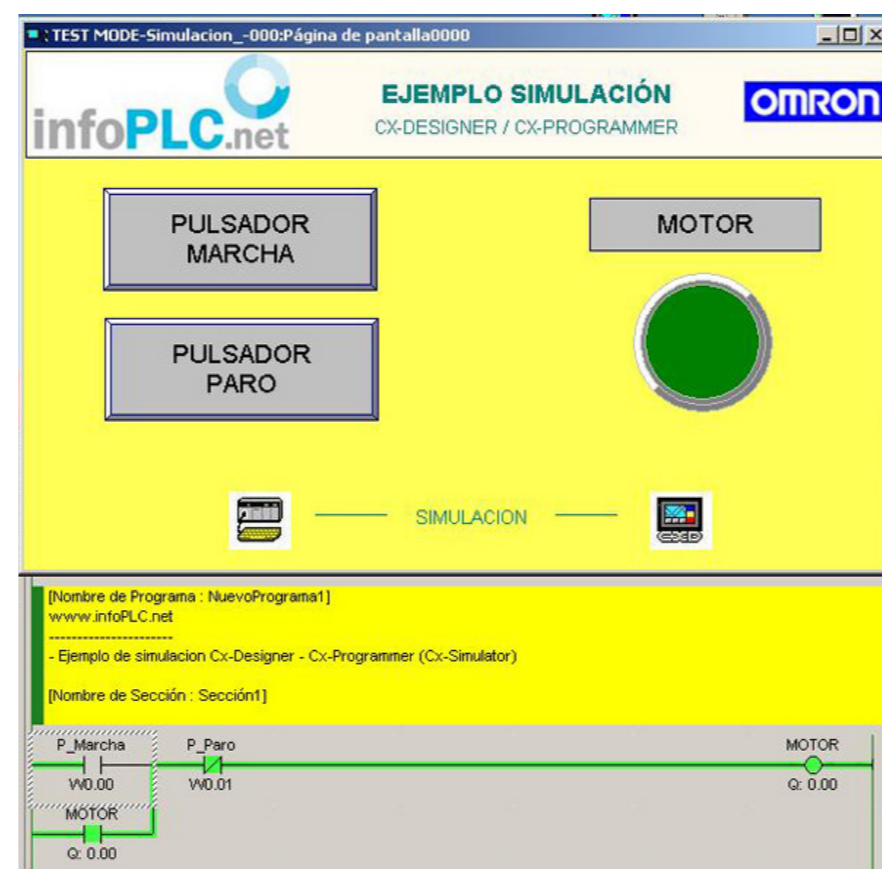 TEST MODE-Simulacion_-000:Página de pantalla0000
infoPLC.net
EJEMPLO SIMULACIÓN
CX-DESIGNER / CX-PROGRAMMER
OMRON
PULSADOR
MARCHA
MOTOR
PULSADOR
PARO
SIMULACION
[Nombre de Programa : NuevoPrograma1]
www.infoPLC.net
----------------------
- Ejemplo de simulacion Cx-Designer - Cx-Programmer (Cx-Simulator)
[Nombre de Sección : Sección1]
P_Marcha P_Paro MOTOR
W0.00 W0.01 Q: 0.00
MOTOR
Q: 0.00